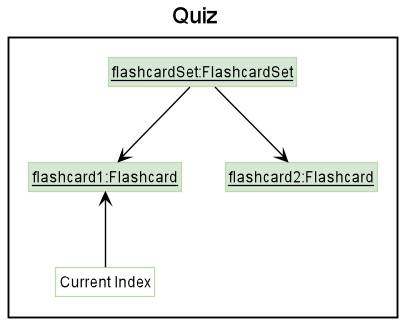 Quiz
flashcardSet:FlashcardSet
flashcard1:Flashcard
flashcard2:Flashcard
Current Index